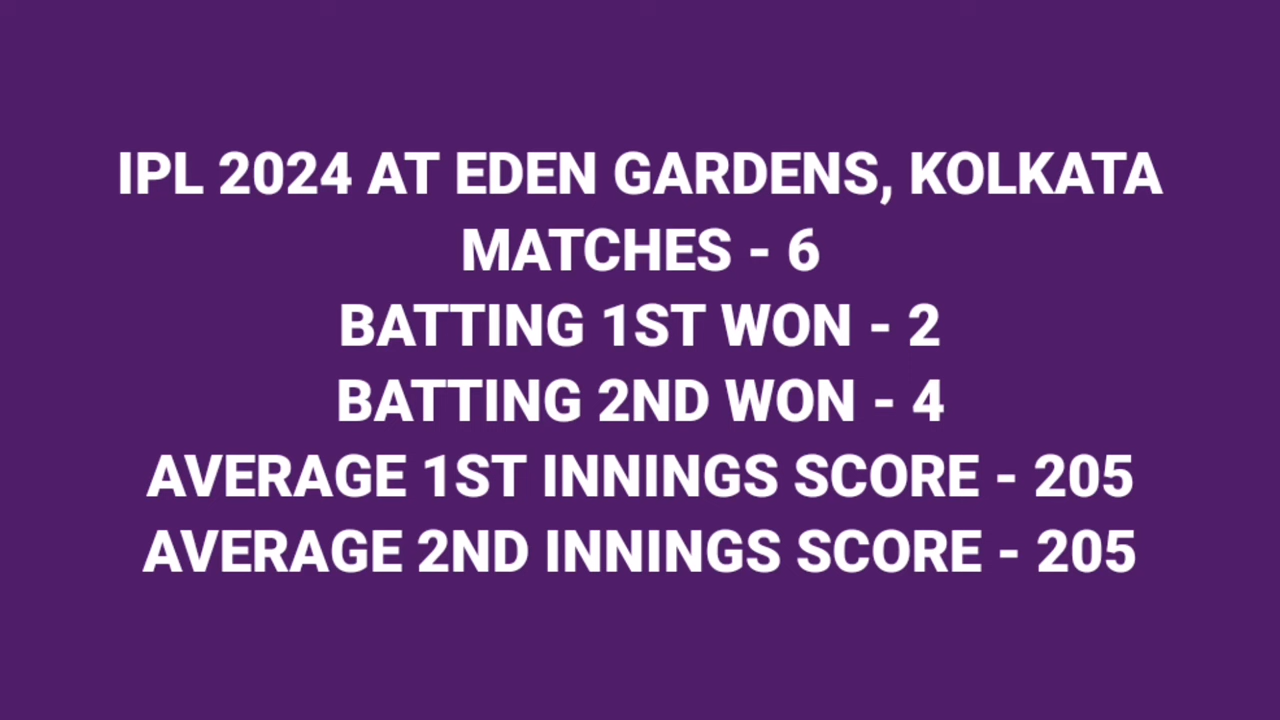 IPL 2024 AT EDEN GARDENS, KOLKATA
MATCHES - 6
BATTING 1ST WON - 2
BATTING 2ND WON - 4
AVERAGE 1ST INNINGS SCORE - 205
AVERAGE 2ND INNINGS SCORE - 205